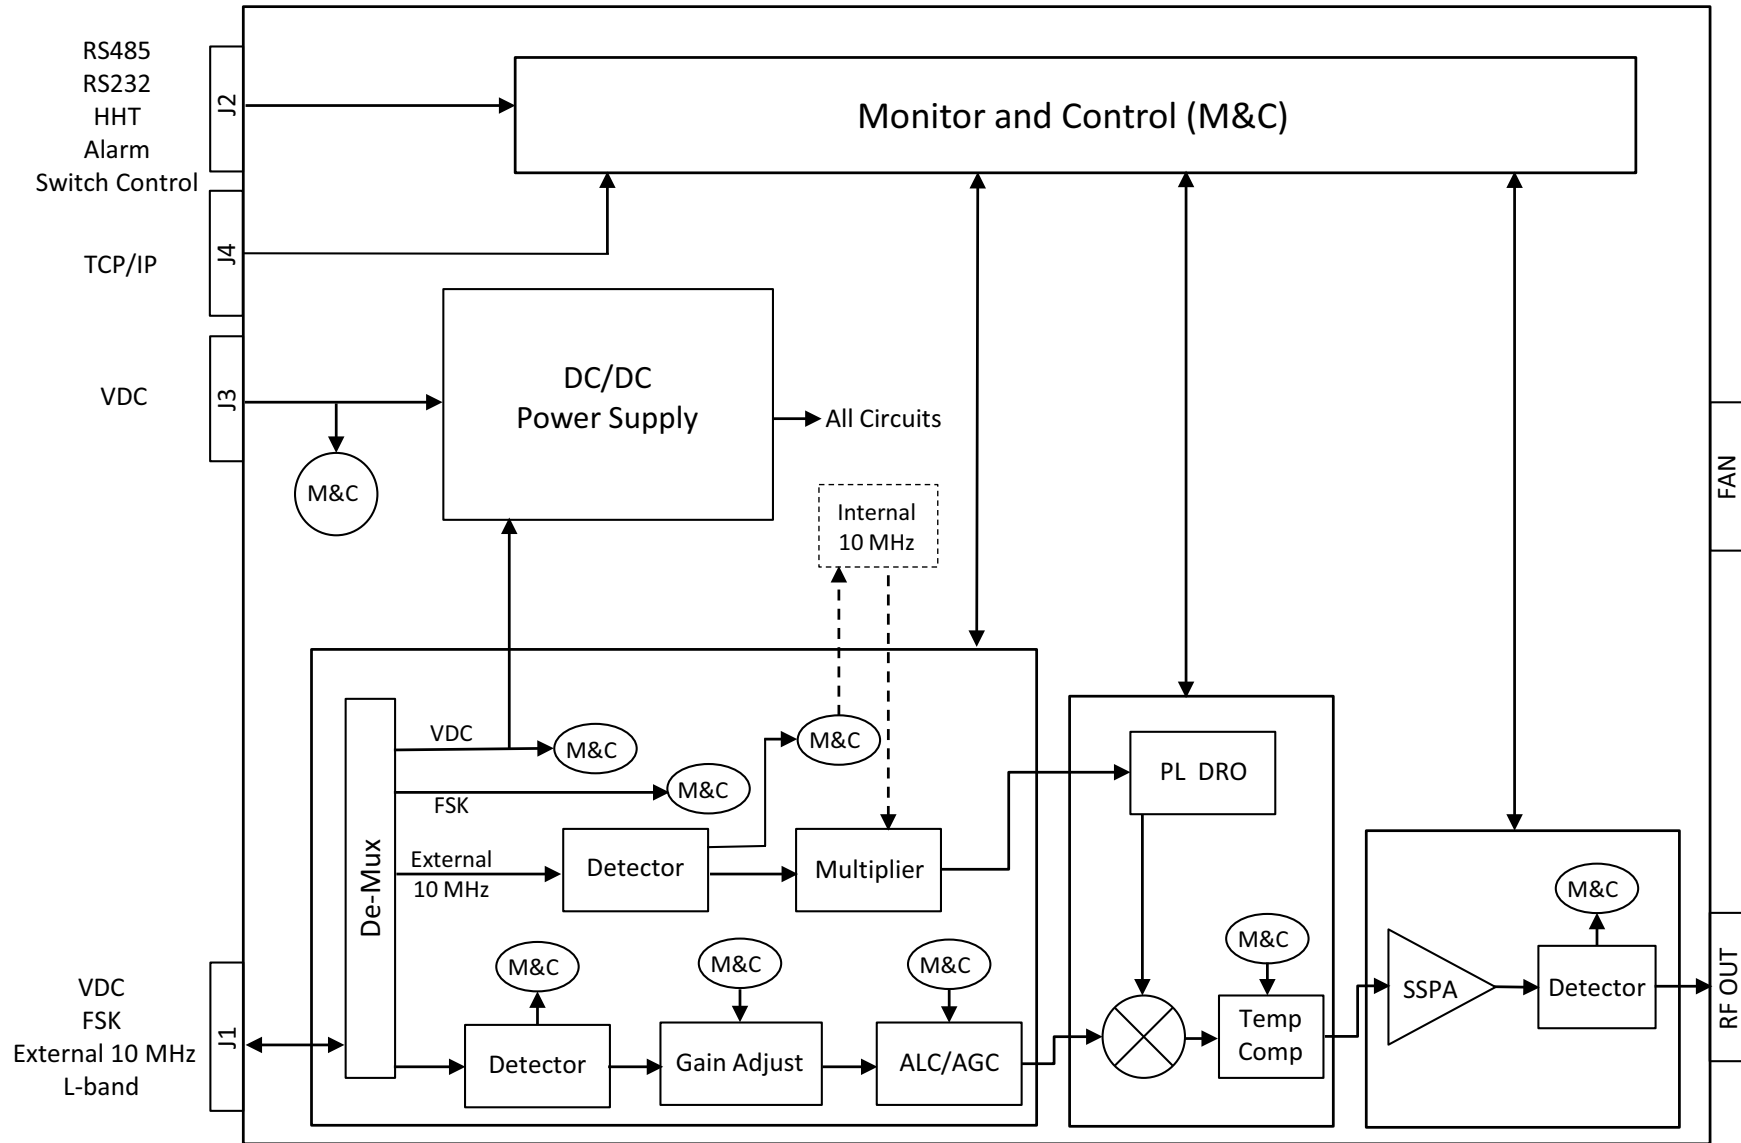 RS485
RS232
HHT
Alarm
Switch Control
J2
Monitor and Control (M&C)
TCP/IP
J4
VDC
J3
M&C
DC/DC
Power Supply
All Circuits
FAN
Internal
10 MHz
VDC
M&C
M&C
FSK
M&C
De-Mux
External
10 MHz
Detector
Multiplier
PL DRO
M&C
M&C
M&C
M&C
M&C
VDC
FSK
External 10 MHz
L-band
J1
Detector
Gain Adjust
ALC/AGC
Temp
Comp
SSPA
Detector
RF OUT